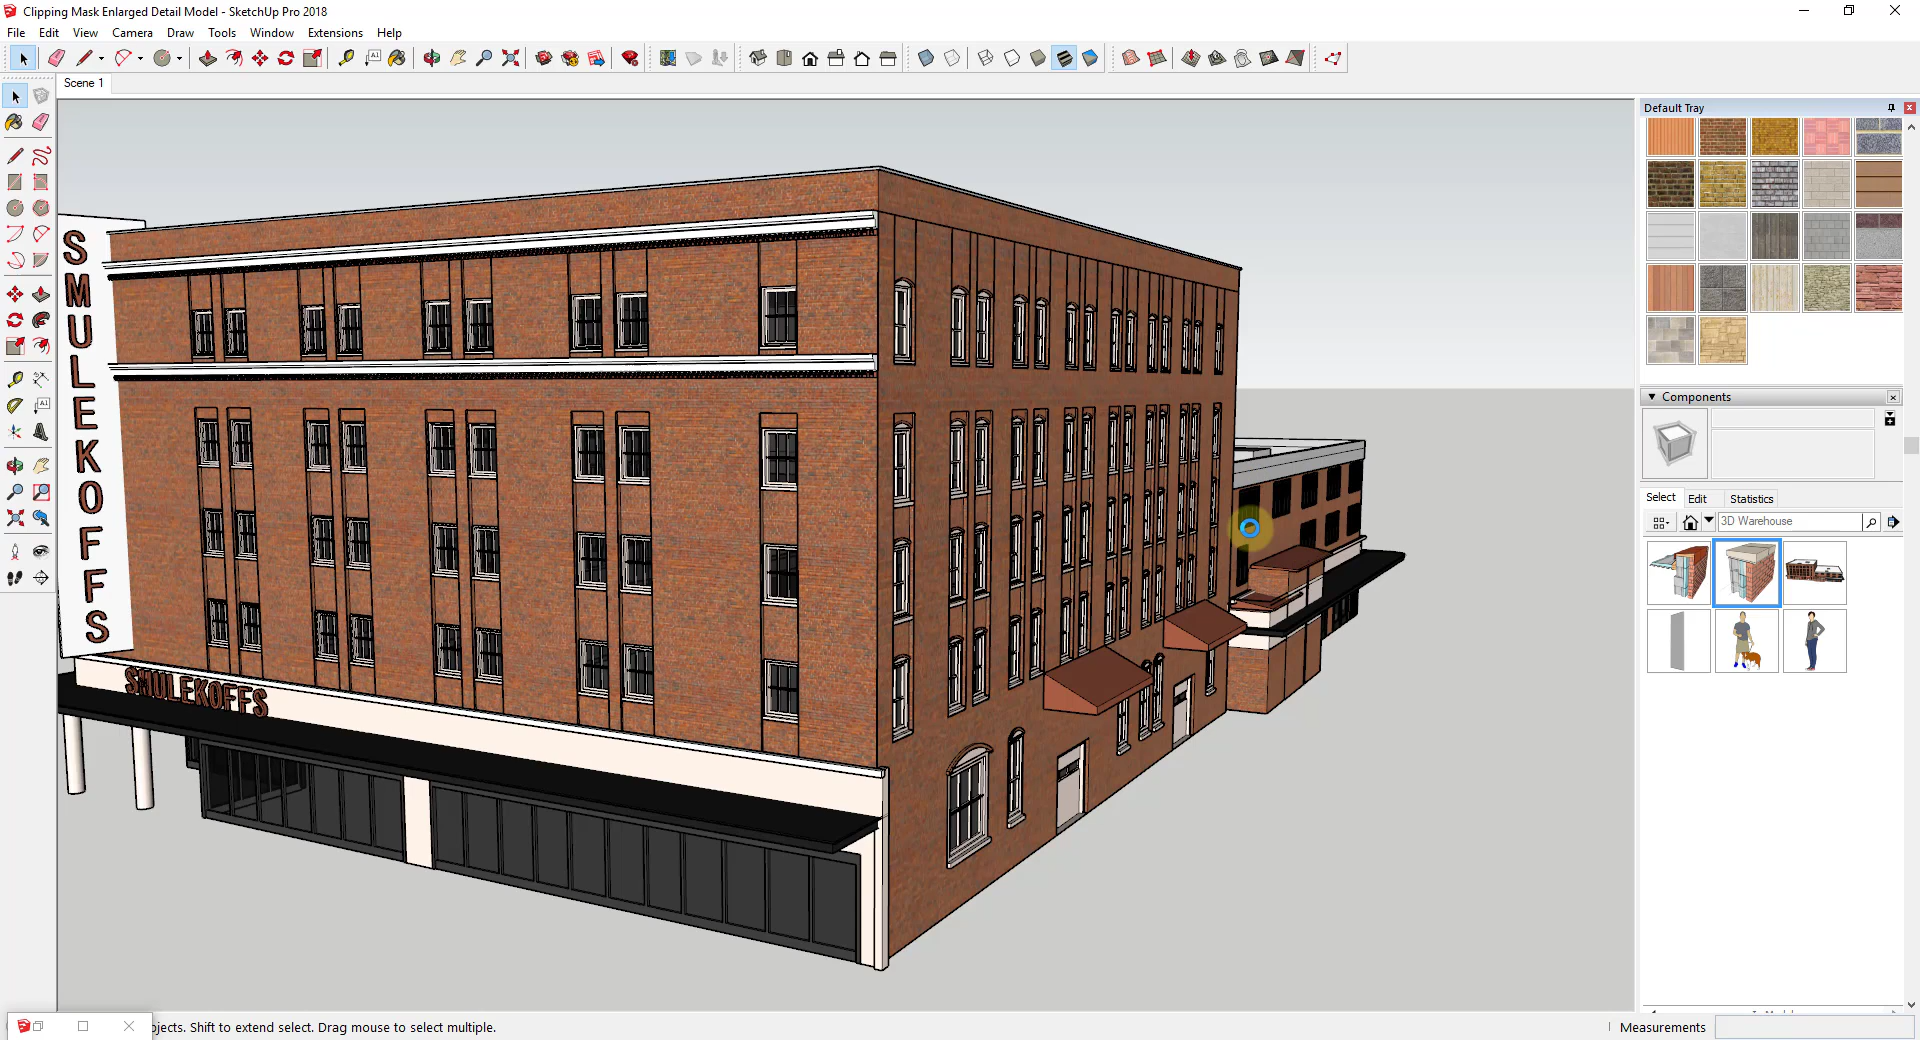 Clipping Mask Enlarged Detail Model - SketchUp Pro 2018
File Edit View Camera Draw Tools Window Extensions Help
Scene 1
Default Tray
SMULEKOFFS
SMULEKOFFS
Components
Select Edit Statistics
3D Warehouse
bjects. Shift to extend select. Drag mouse to select multiple.
Measurements